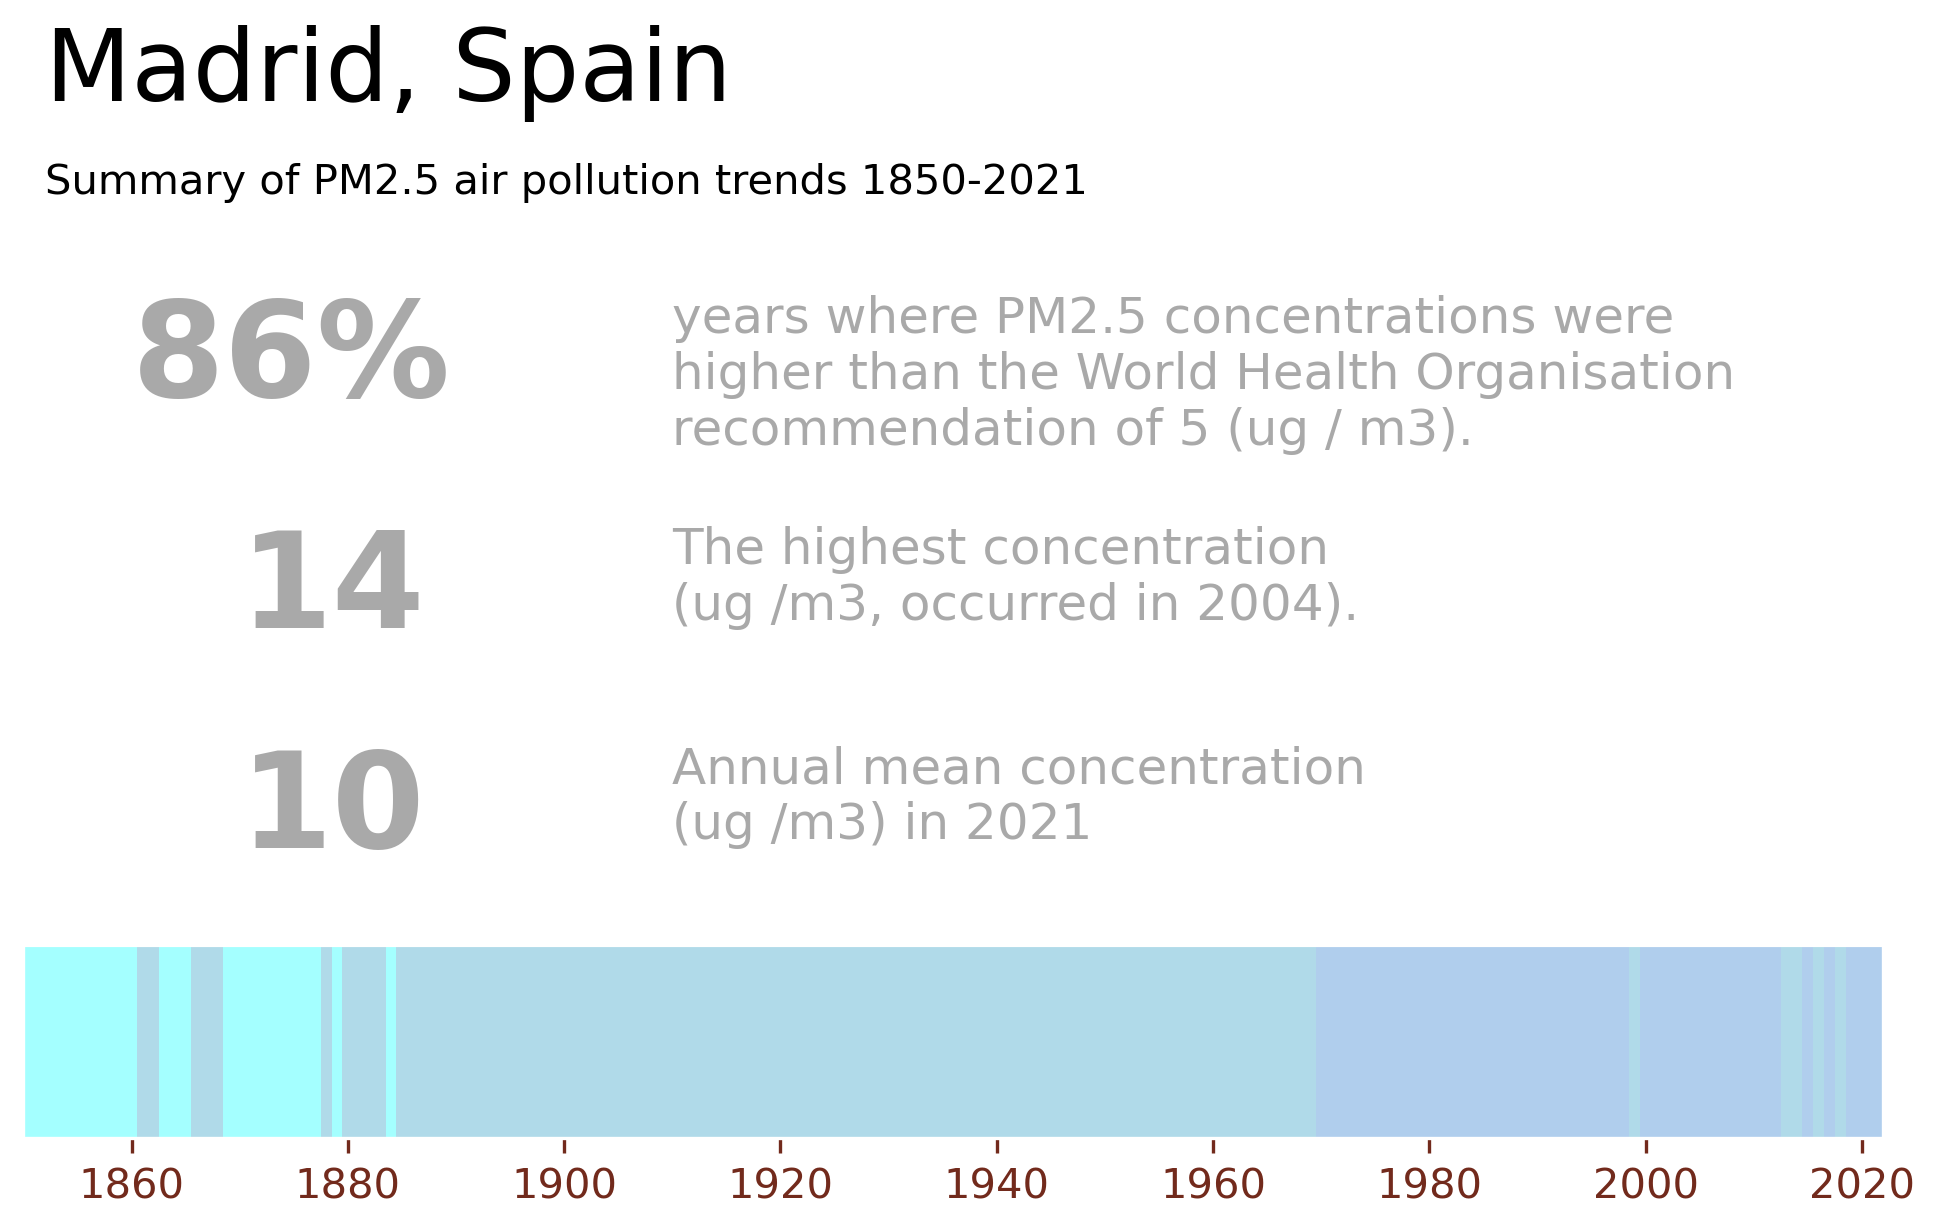 Madrid, Spain
Summary of PM2.5 air pollution trends 1850-2021
86%
years where PM2.5 concentrations were
higher than the World Health Organisation
recommendation of 5 (ug / m3).
14
The highest concentration
(ug /m3, occurred in 2004).
10
Annual mean concentration
(ug /m3) in 2021
1860 1880 1900 1920 1940 1960 1980 2000 2020